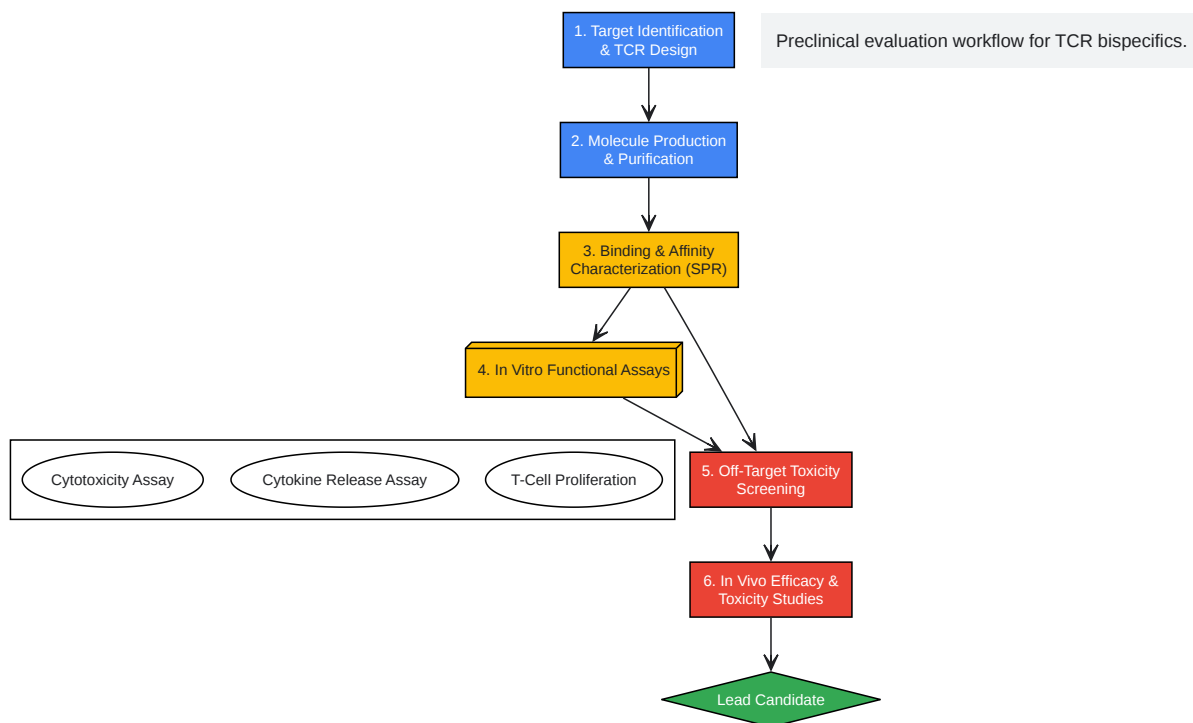 1. Target Identification
& TCR Design
Preclinical evaluation workflow for TCR bispecifics.
2. Molecule Production
& Purification
3. Binding & Affinity
Characterization (SPR)
4. In Vitro Functional Assays
Cytotoxicity Assay
Cytokine Release Assay
T-Cell Proliferation
5. Off-Target Toxicity
Screening
6. In Vivo Efficacy &
Toxicity Studies
Lead Candidate